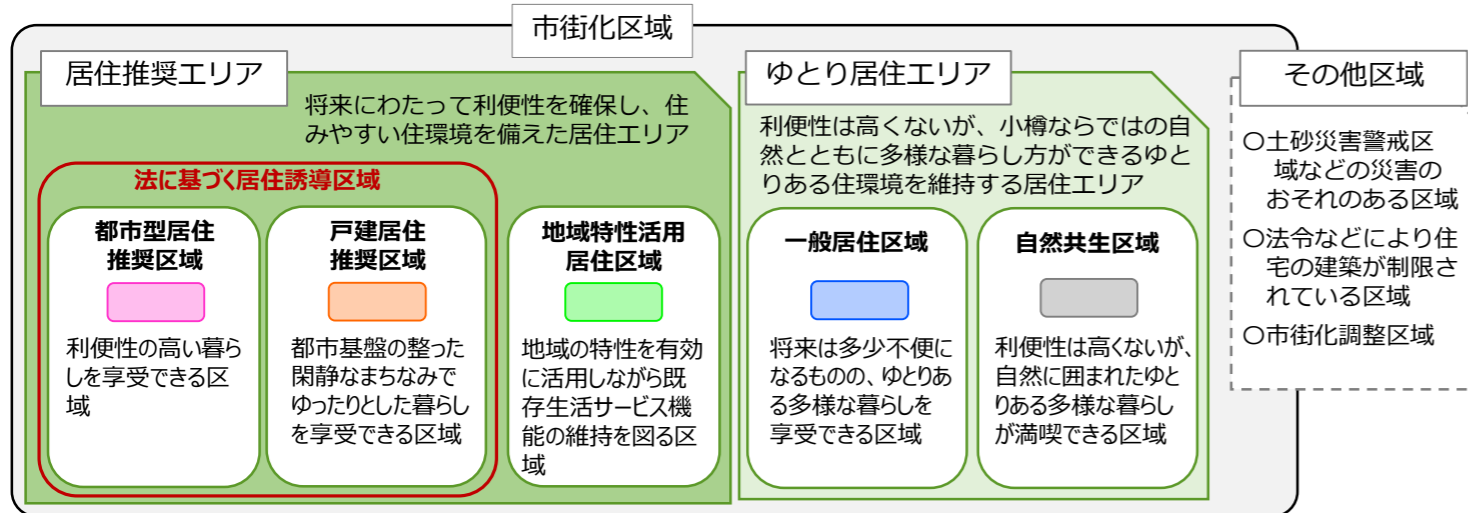 市街化区域
居住推奨エリア
将来にわたって利便性を確保し、住
みやすい住環境を備えた居住エリア
法に基づく居住誘導区域
都市型居住
推奨区域
利便性の高い暮ら
しを享受できる区
域
戸建居住
推奨区域
都市基盤の整った
閑静なまちなみで
ゆったりとした暮らし
を享受できる区域
地域特性活用
居住区域
地域の特性を有効
に活用しながら既
存生活サービス機
能の維持を図る区
域
ゆとり居住エリア
利便性は高くないが、小樽ならではの自
然とともに多様な暮らし方ができるゆと
りある住環境を維持する居住エリア
一般居住区域
将来は多少不便に
なるものの、ゆとりあ
る多様な暮らしを
享受できる区域
自然共生区域
利便性は高くないが、
自然に囲まれたゆと
りある多様な暮らし
が満喫できる区域
その他区域
〇土砂災害警戒区
域などの災害の
おそれのある区域
〇法令などにより住
宅の建築が制限さ
れている区域
〇市街化調整区域